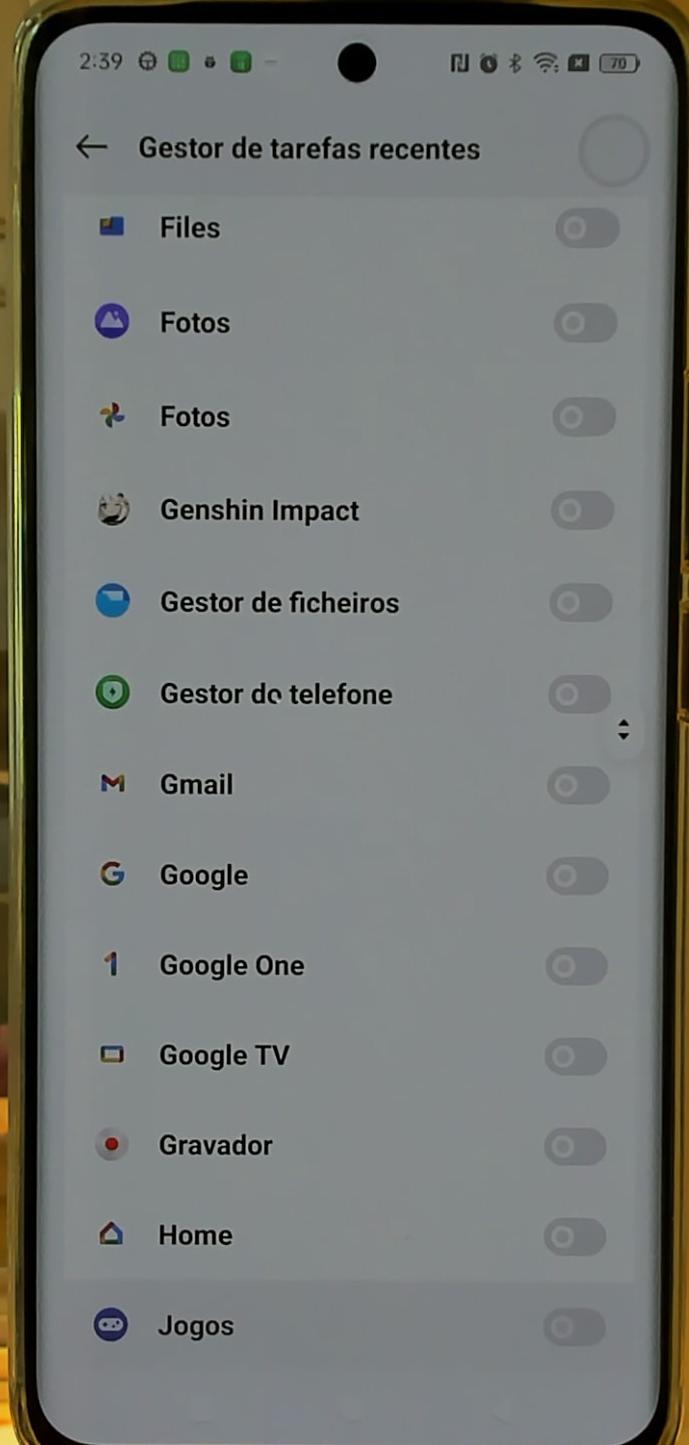 2:39
70
Gestor de tarefas recentes
Files
Fotos
Fotos
Genshin Impact
Gestor de ficheiros
Gestor do telefone
Gmail
Google
Google One
Google TV
Gravador
Home
Jogos